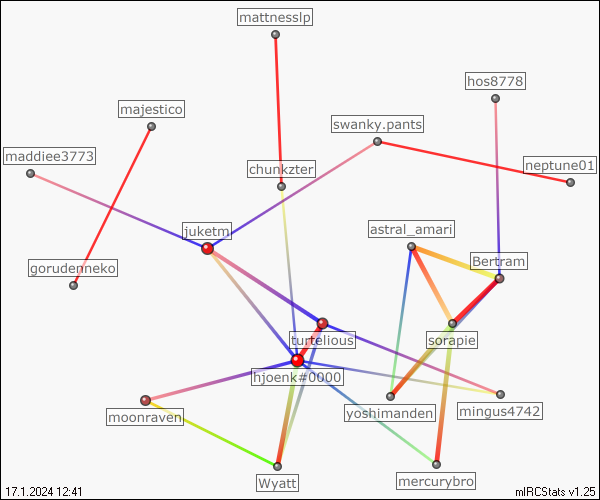 mattnesslp
hos8778
majestico
swanky.pants
maddiee3773
chunkzter
neptune01
juketm
astral_amari
gorudenneko
Bertram
turtelious
sorapie
hjoenk#0000
moonraven
yoshimanden
mingus4742
Wyatt
mercurybro
17.1.2024 12:41
mIRCStats v1.25